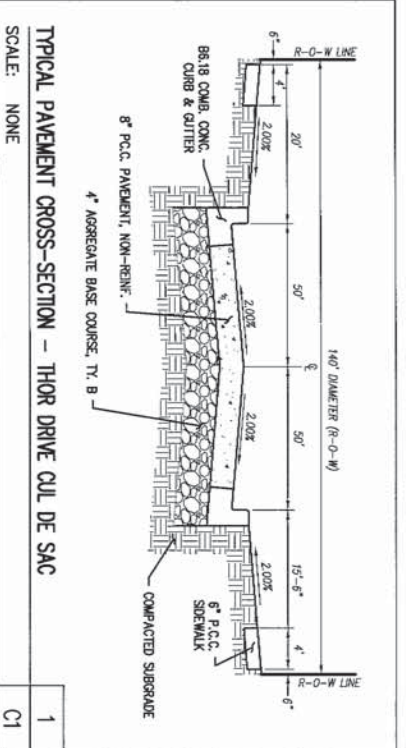 R-O-W LINE
140' DIAMETER (R-O-W)
R-O-W LINE
6"
4'
20'
50'
℄
50'
15'-6"
4'
6"
2.00%
2.00%
2.00%
2.00%
B6.18 COMB. CONC.
CURB & GUTTER
8" P.C.C. PAVEMENT, NON-REINF.
4" AGGREGATE BASE COURSE, TY. B
6" P.C.C.
SIDEWALK
COMPACTED SUBGRADE
TYPICAL PAVEMENT CROSS-SECTION – THOR DRIVE CUL DE SAC
SCALE: NONE
1
C1